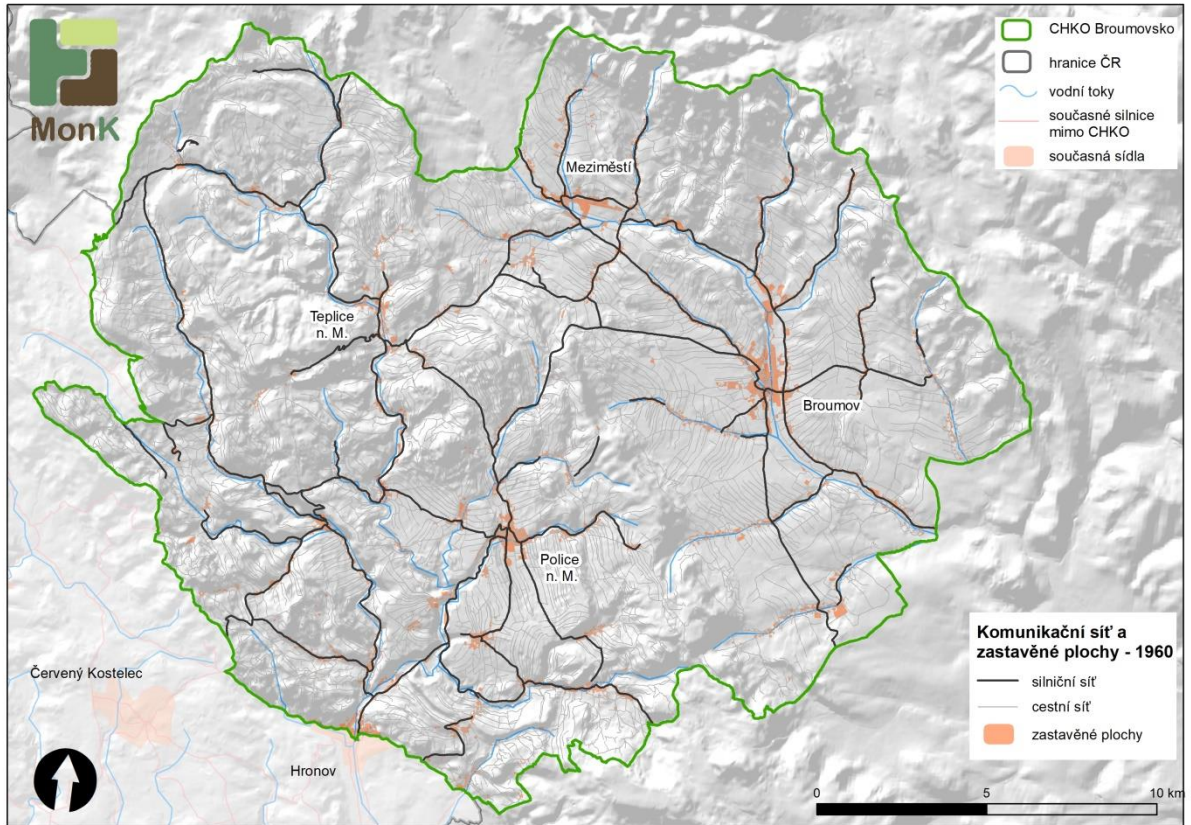 MonK
CHKO Broumovsko
hranice ČR
vodní toky
současné silnice
mimo CHKO
současná sídla
Meziměstí
Teplice
n. M.
Broumov
Police
n. M.
Červený Kostelec
Hronov
Komunikační síť a
zastavěné plochy - 1960
silniční síť
cestní síť
zastavěné plochy
0 5 10 km